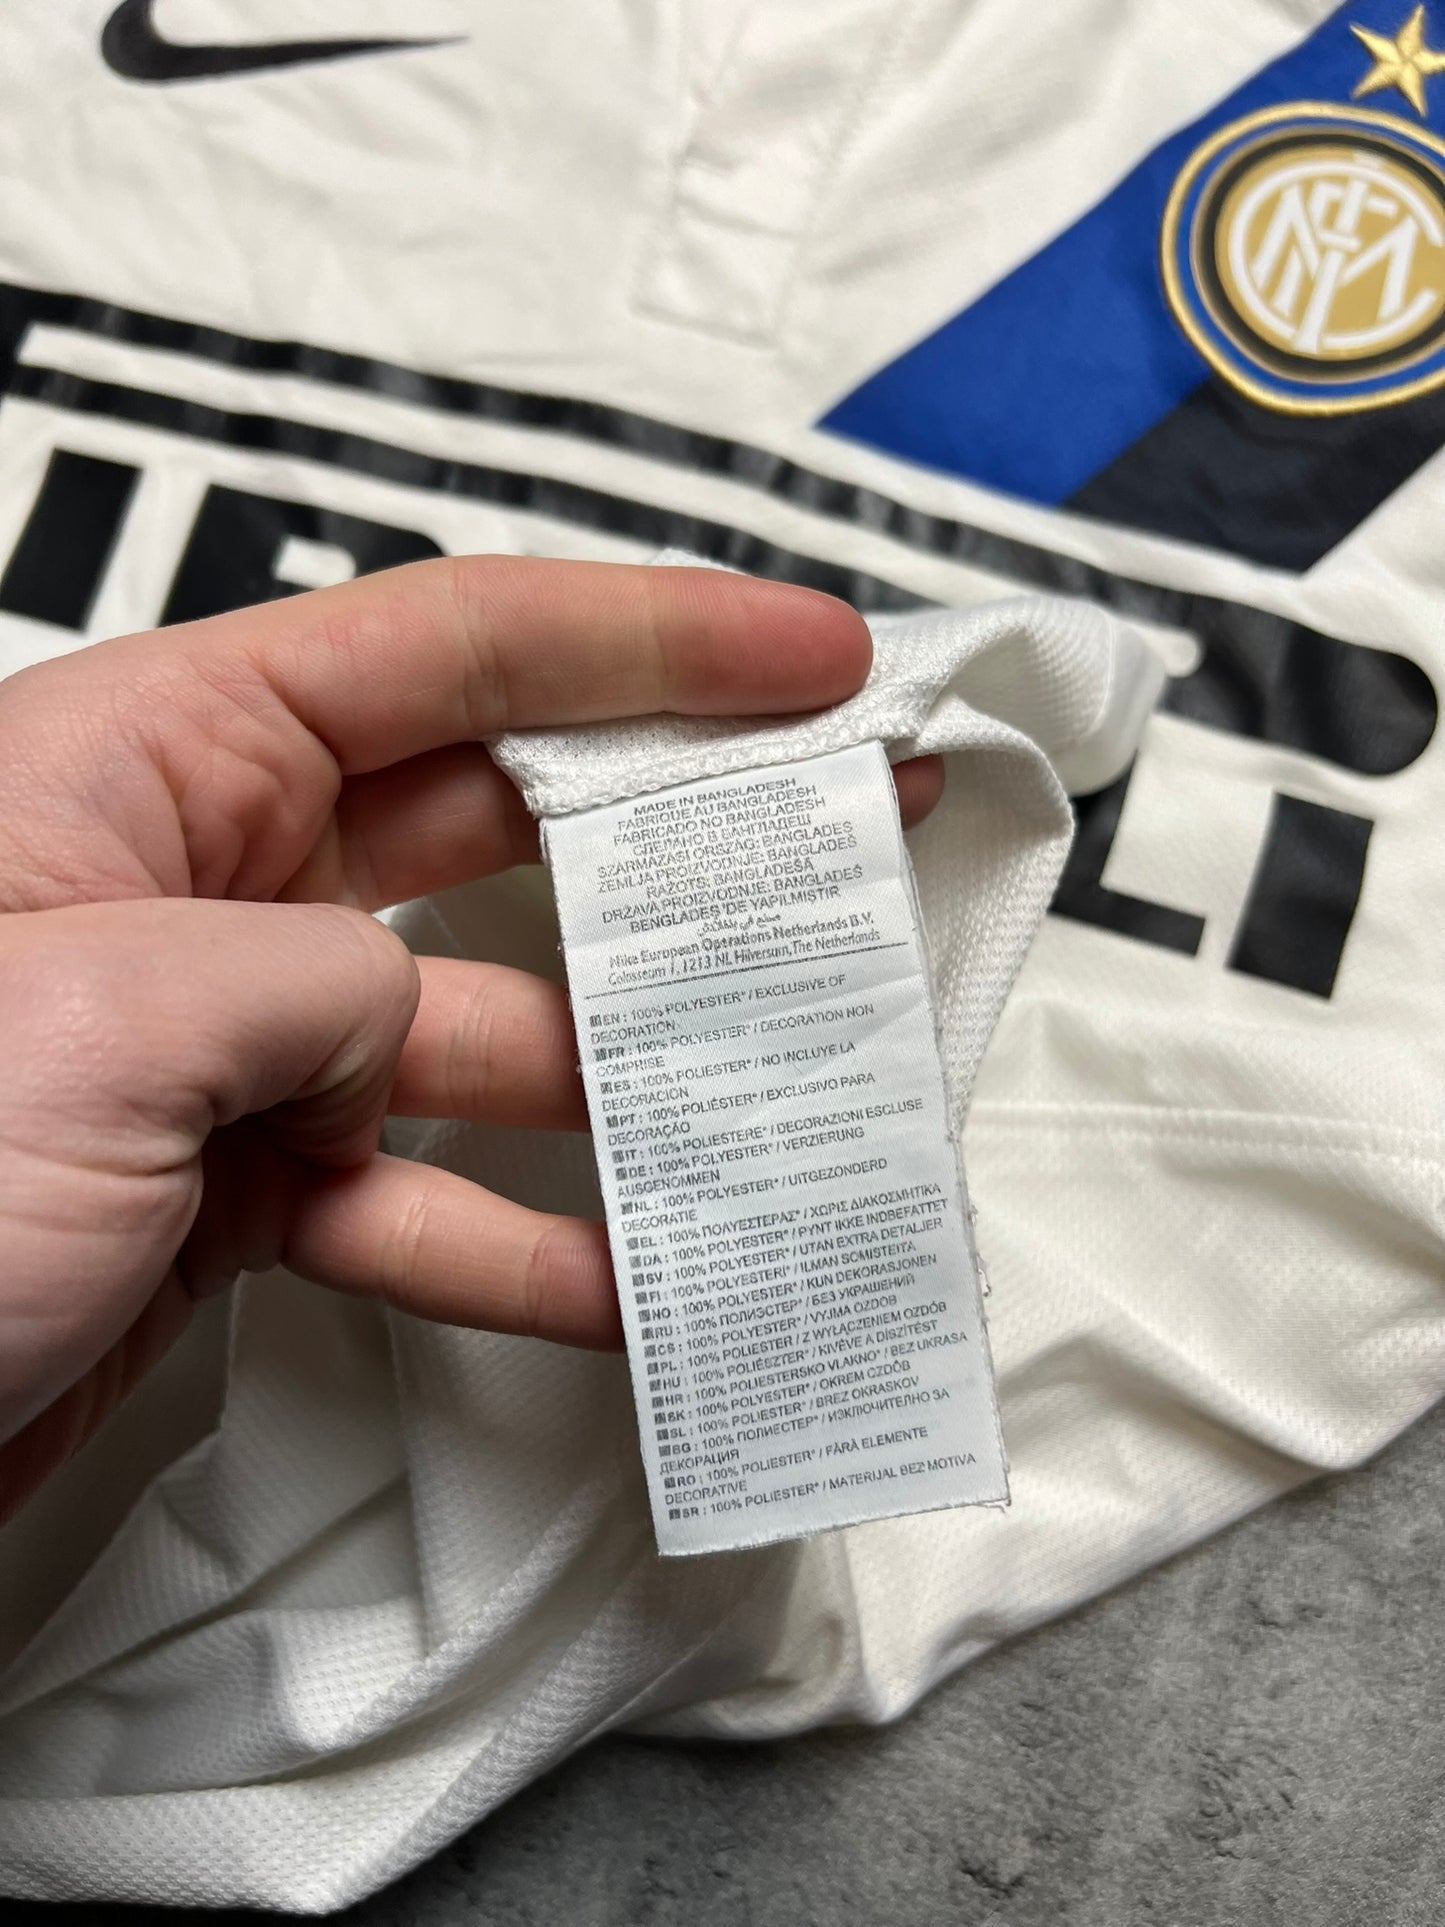 MADE IN BANGLADESH
FABRIQUE AU BANGLADESH
FABRICADO NO BANGLADESH
СДЕЛАНО В БАНГЛАДЕШ
SZÁRMAZÁSI ORSZÁG: BANGLADES
ZEMLJA PROIZVODNJE: BANGLADEŠ
RAŽOTS: BANGLADEŠĀ
DRŽAVA PROIZVODNJE: BANGLADEŠ
BENGLADEŞ'DE YAPILMIŞTIR
صنع في بنغلادش
Nike European Operations Netherlands B.V.
Colosseum 1, 1213 NL Hilversum, The Netherlands
EN : 100% POLYESTER* / EXCLUSIVE OF
DECORATION
FR : 100% POLYESTER* / DECORATION NON
COMPRISE
ES : 100% POLIESTER* / NO INCLUYE LA
DECORACION
PT : 100% POLIÉSTER* / EXCLUSIVO PARA
DECORAÇÃO
IT : 100% POLIESTERE* / DECORAZIONI ESCLUSE
DE : 100% POLYESTER* / VERZIERUNG
AUSGENOMMEN
NL : 100% POLYESTER* / UITGEZONDERD
DECORATIE
EL : 100% ΠΟΛΥΕΣΤΕΡΑΣ* / ΧΩΡΙΣ ΔΙΑΚΟΣΜΗΤΙΚΑ
DA : 100% POLYESTER* / PYNT IKKE INDBEFATTET
SV : 100% POLYESTER* / UTAN EXTRA DETALJER
FI : 100% POLYESTERI* / ILMAN SOMISTEITA
NO : 100% POLYESTER* / KUN DEKORASJONEN
RU : 100% ПОЛИЭСТЕР* / БЕЗ УКРАШЕНИЙ
CS : 100% POLYESTER* / VYJMA OZDOB
PL : 100% POLIESTER / Z WYŁĄCZENIEM OZDÓB
HU : 100% POLIÉSZTER* / KIVÉVE A DÍSZÍTÉST
HR : 100% POLIESTERSKO VLAKNO* / BEZ UKRASA
SK : 100% POLYESTER* / OKREM OZDÔB
SL : 100% POLIESTER* / BREZ OKRASKOV
BG : 100% ПОЛИЕСТЕР* / ИЗКЛЮЧИТЕЛНО ЗА
ДЕКОРАЦИЯ
RO : 100% POLIESTER* / FĂRĂ ELEMENTE
DECORATIVE
SR : 100% POLIESTER* / MATERIJAL BEZ MOTIVA